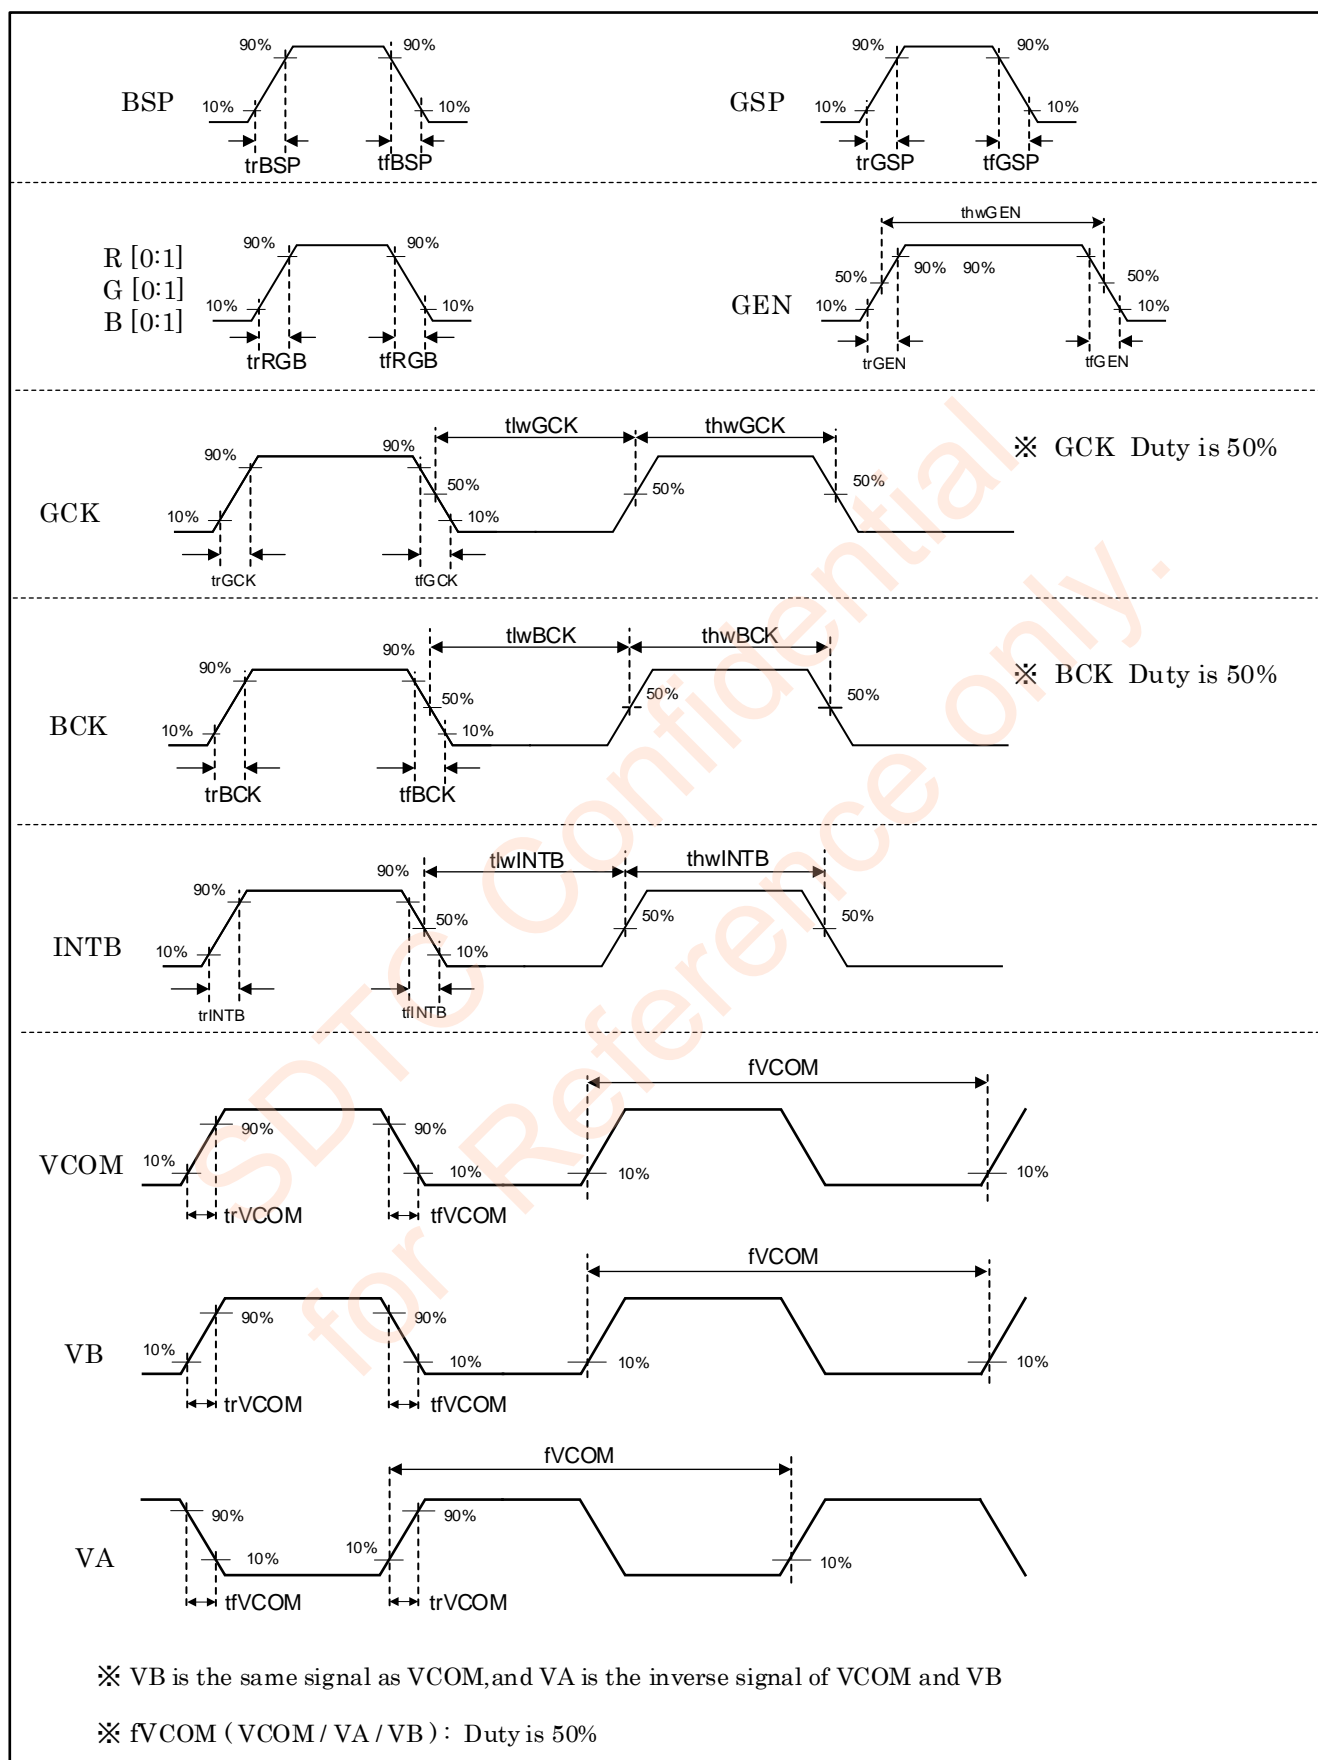 90% 90%
BSP
10% 10%
trBSP tfBSP
90% 90%
GSP
10% 10%
trGSP tfGSP
R [0:1]
G [0:1]
B [0:1]
90% 90%
10% 10%
trRGB tfRGB
thwGEN
50% 90% 90% 50%
GEN
10% 10%
trGEN tfGEN
tlwGCK thwGCK
※ GCK Duty is 50%
90% 90%
50% 50% 50%
GCK
10% 10%
trGCK tfGCK
tlwBCK thwBCK
※ BCK Duty is 50%
90% 90%
50% 50% 50%
BCK
10% 10%
trBCK tfBCK
tlwINTB thwINTB
90% 90%
50% 50% 50%
INTB
10% 10%
trINTB tfINTB
fVCOM
90% 90%
VCOM
10% 10% 10% 10%
trVCOM tfVCOM
fVCOM
90% 90%
VB
10% 10% 10% 10%
trVCOM tfVCOM
fVCOM
90% 90%
VA
10% 10% 10%
tfVCOM trVCOM
※ VB is the same signal as VCOM,and VA is the inverse signal of VCOM and VB
※ fVCOM ( VCOM / VA / VB ) : Duty is 50%
SDTC Confidential
for Reference only.